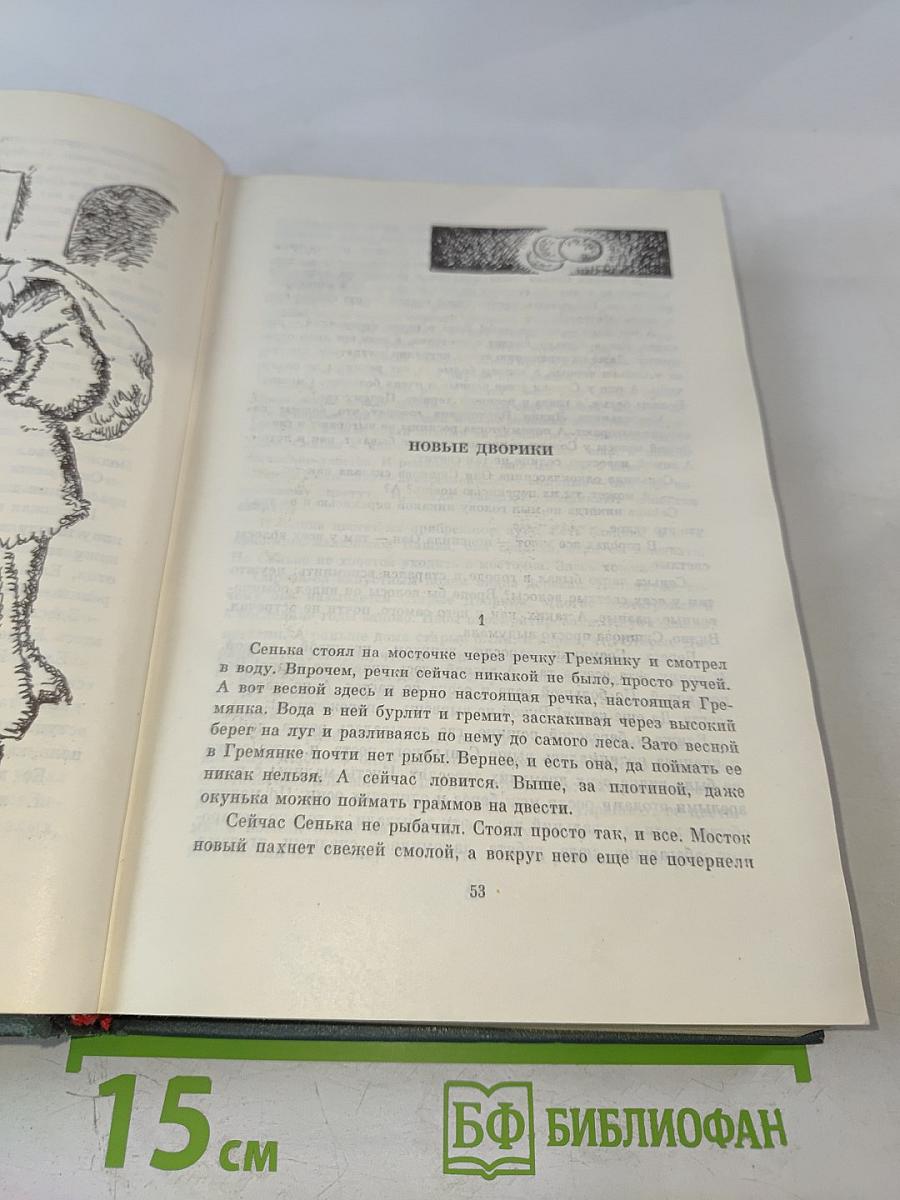 НОВЫЕ ДВОРИКИ
1
Сенька стоял на мосточке через речку Гремянку и смотрел
в воду. Впрочем, речки сейчас никакой не было, просто ручей.
А вот весной здесь и верно настоящая речка, настоящая Гре-
мянка. Вода в ней бурлит и гремит, заскакивая через высокий
берег на луг и разливаясь по нему до самого леса. Зато весной
в Гремянке почти нет рыбы. Вернее, и есть она, да поймать ее
никак нельзя. А сейчас ловится. Выше, за плотиной, даже
окунька можно поймать граммов на двести.
Сейчас Сенька не рыбачил. Стоял просто так, и все. Мосток
новый пахнет свежей смолой, а вокруг него еще не почернели
53
15 см
БФ БИБЛИОФАН